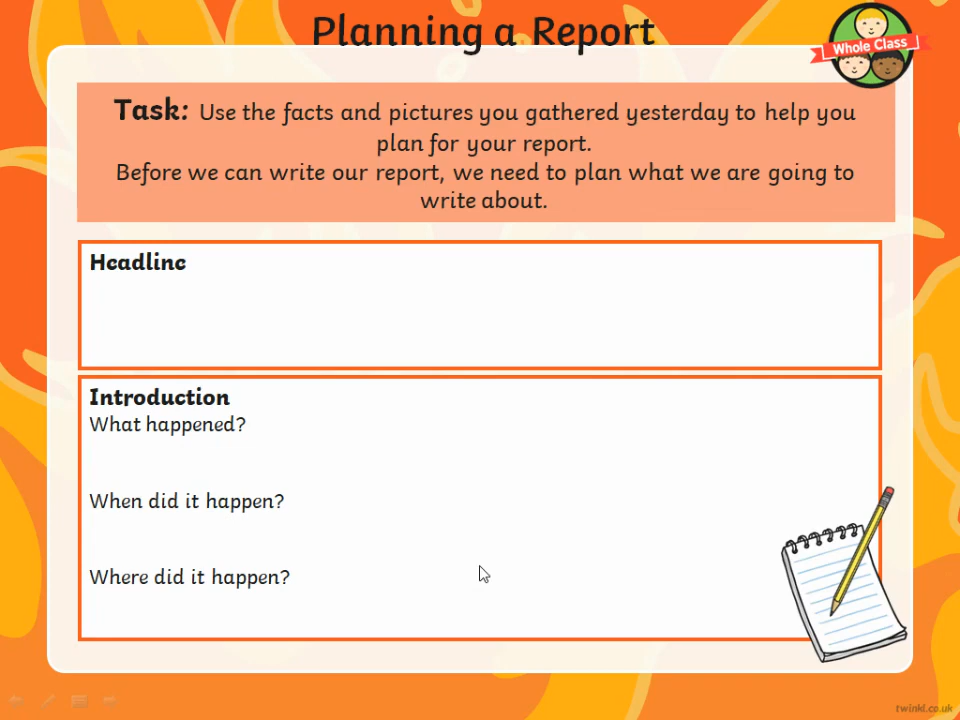 Planning a Report
Whole Class
Task: Use the facts and pictures you gathered yesterday to help you
plan for your report.
Before we can write our report, we need to plan what we are going to
write about.
Headline
Introduction
What happened?
When did it happen?
Where did it happen?
twinkl.co.uk